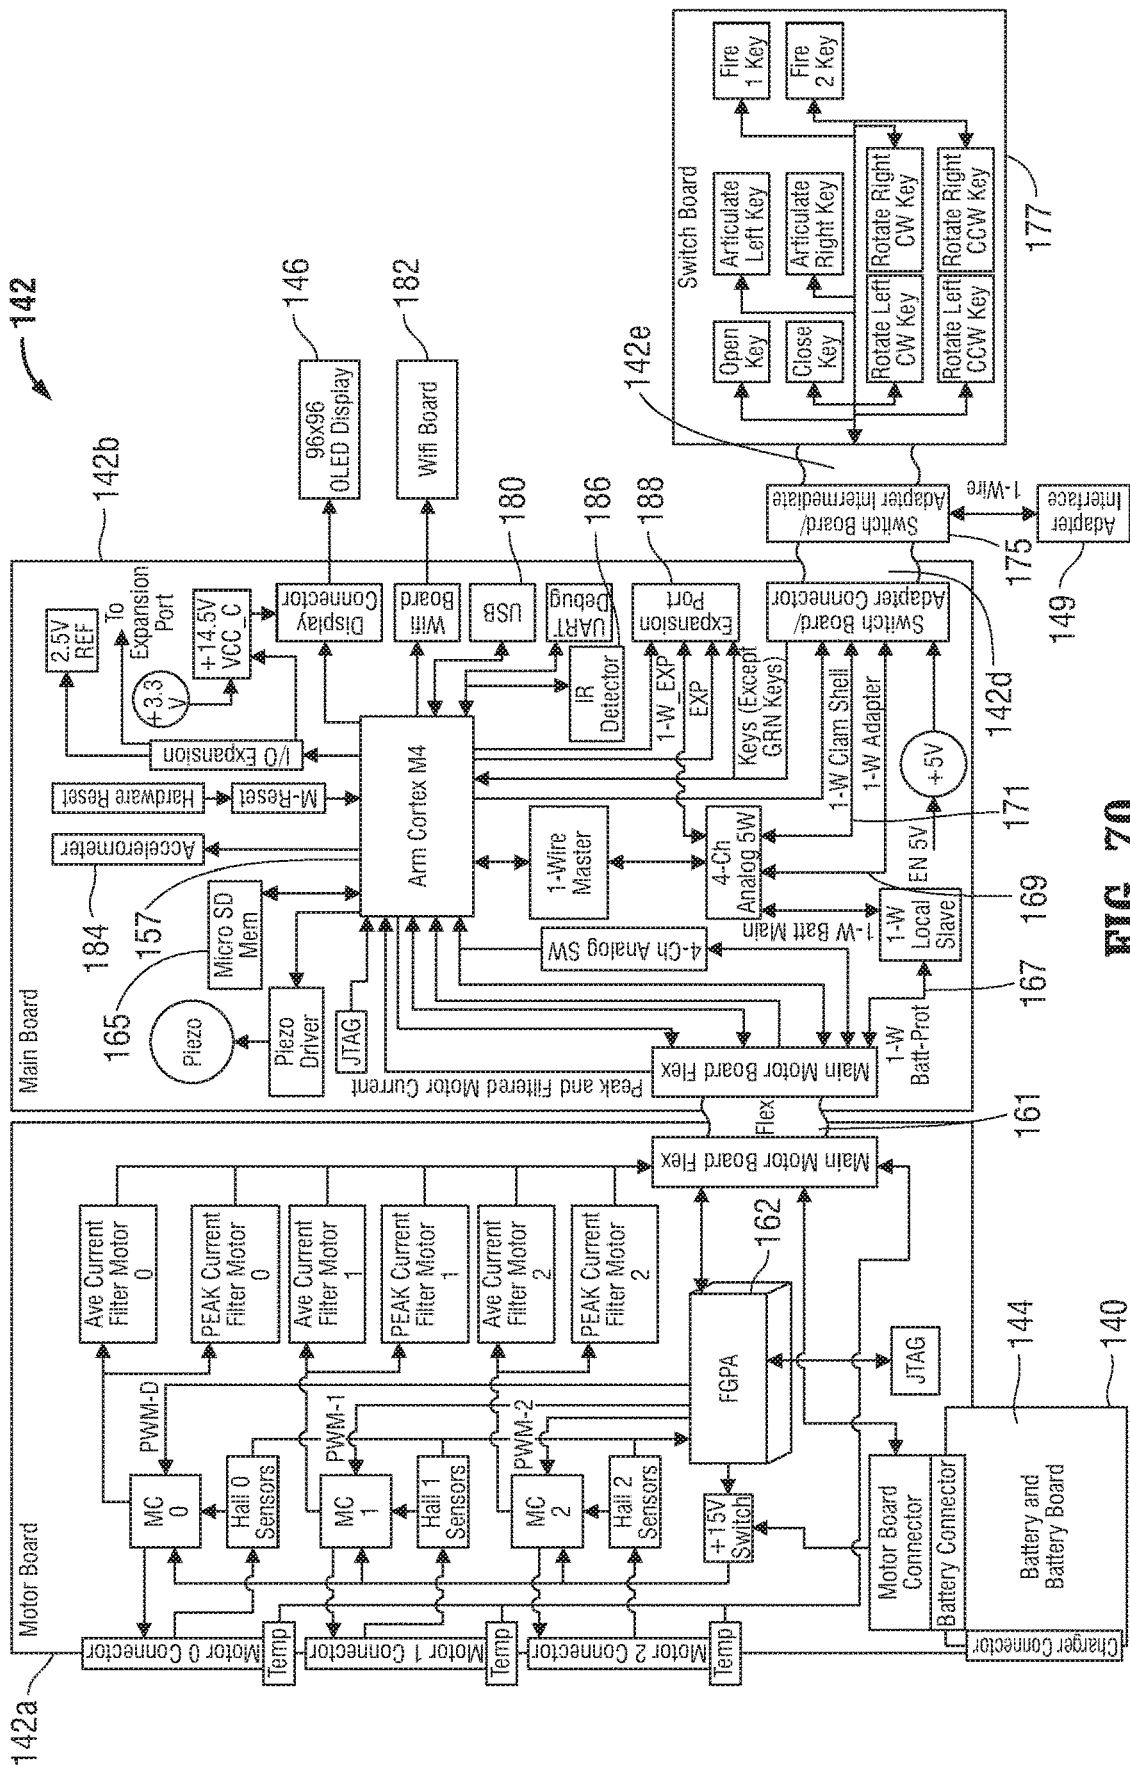 142
142a
Motor Board
Motor 0 Connector
Temp
Motor 1 Connector
Temp
Motor 2 Connector
Temp
MC
0
Hall 0
Sensors
PWM-D
MC
1
Hall 1
Sensors
PWM-1
MC
2
Hall 2
Sensors
PWM-2
+15V
Switch
Ave Current
Filter Motor
0
PEAK Current
Filter Motor
0
Ave Current
Filter Motor
1
PEAK Current
Filter Motor
1
Ave Current
Filter Motor
2
PEAK Current
Filter Motor
2
FGPA
162
JTAG
Motor Board
Connector
Battery Connector
Charger Connector
Battery and
Battery Board
144
140
Main Motor Board Flex
Flex
161
Main Board
142b
Main Motor Board Flex
Peak and Filtered Motor Current
Piezo
Piezo
Driver
JTAG
165
Micro SD
Mem
157
184
Accelerometer
Hardware Reset
M-Reset
I/O Expansion
2.5V
REF
To
Expansion
Port
+3.3
V
+14.5V
VCC_C
Arm Cortex M4
Display
Connector
96x96
OLED Display
146
Wifi
Board
Wifi Board
182
USB
180
UART
Debug
IR
Detector
186
Expansion
Port
188
1-W_EXP
EXP
Keys (Except
GRN Keys)
1-Wire
Master
4-Ch Analog SW
4-Ch
Analog 5W
1-W Clam Shell
1-W Adapter
171
169
1-W Batt Main
1-W
Local
Slave
1-W
Batt-Prot
167
EN 5V
+5V
Switch Board/
Adapter Connector
142d
Switch Board/
Adapter Intermediate
175
142e
1-Wire
Adapter
Interface
149
Switch Board
Open
Key
Close
Key
Articulate
Left Key
Articulate
Right Key
Fire
1 Key
Fire
2 Key
Rotate Left
CW Key
Rotate Right
CW Key
Rotate Left
CCW Key
Rotate Right
CCW Key
177
FIG. 70